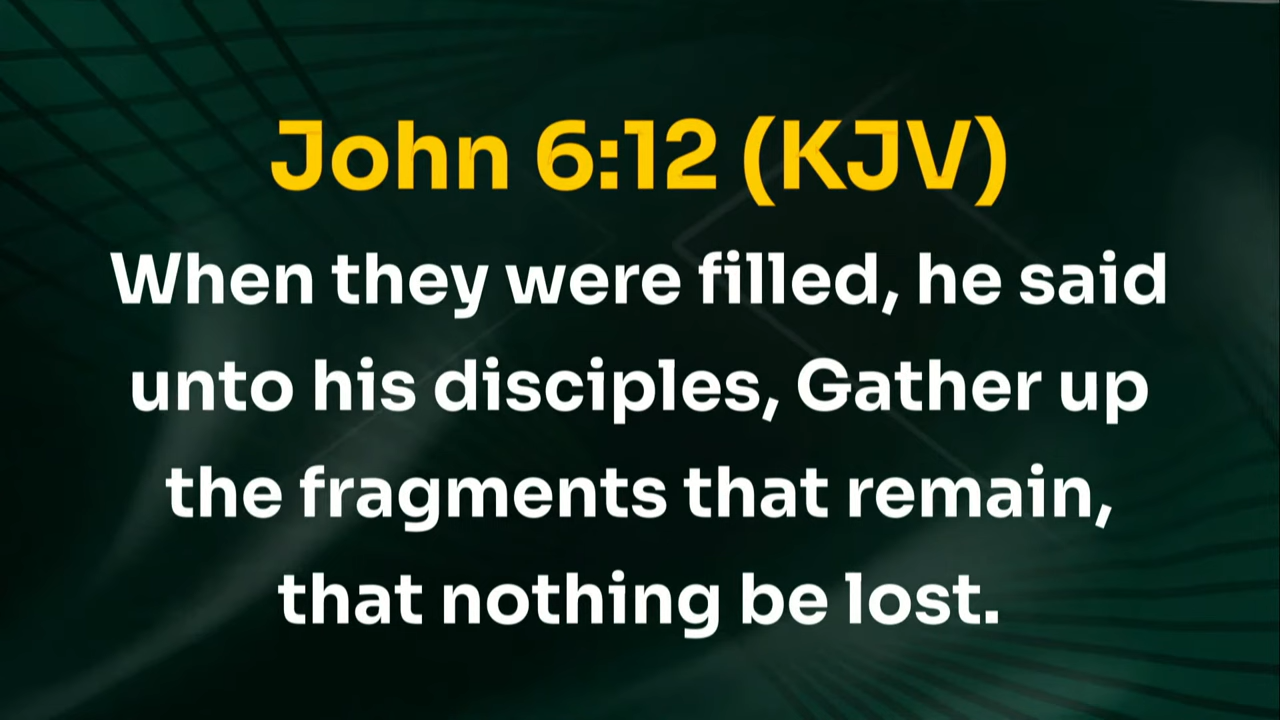 John 6:12 (KJV)
When they were filled, he said
unto his disciples, Gather up
the fragments that remain,
that nothing be lost.